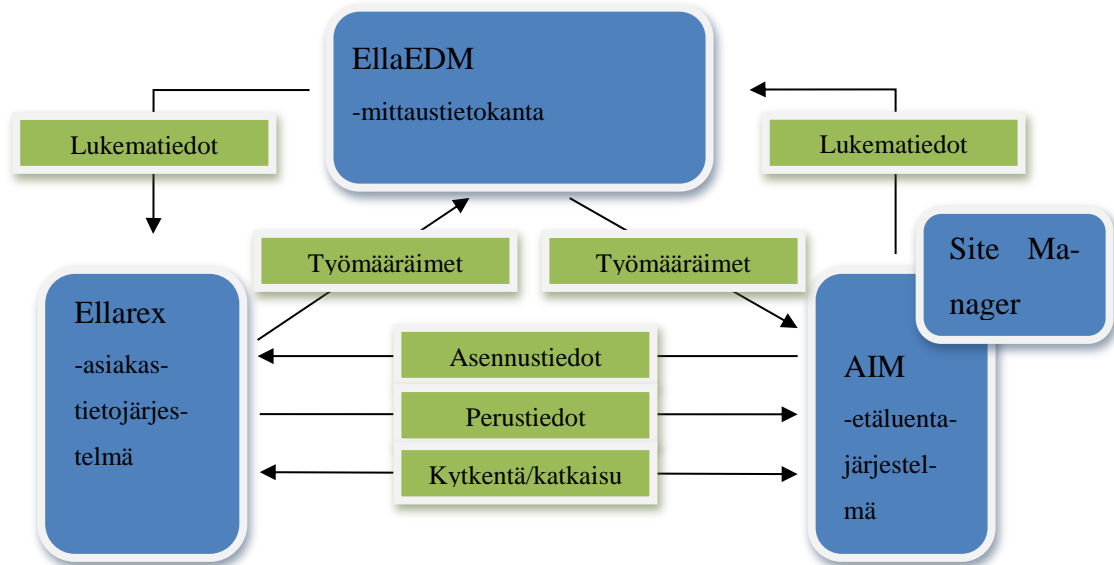 EllaEDM
-mittaustietokanta
Lukematiedot
Lukematiedot
Työmääräimet
Työmääräimet
Site Ma-
nager
Ellarex
-asiakas-
tietojärjes-
telmä
Asennustiedot
Perustiedot
Kytkentä/katkaisu
AIM
-etäluenta-
järjestel-
mä